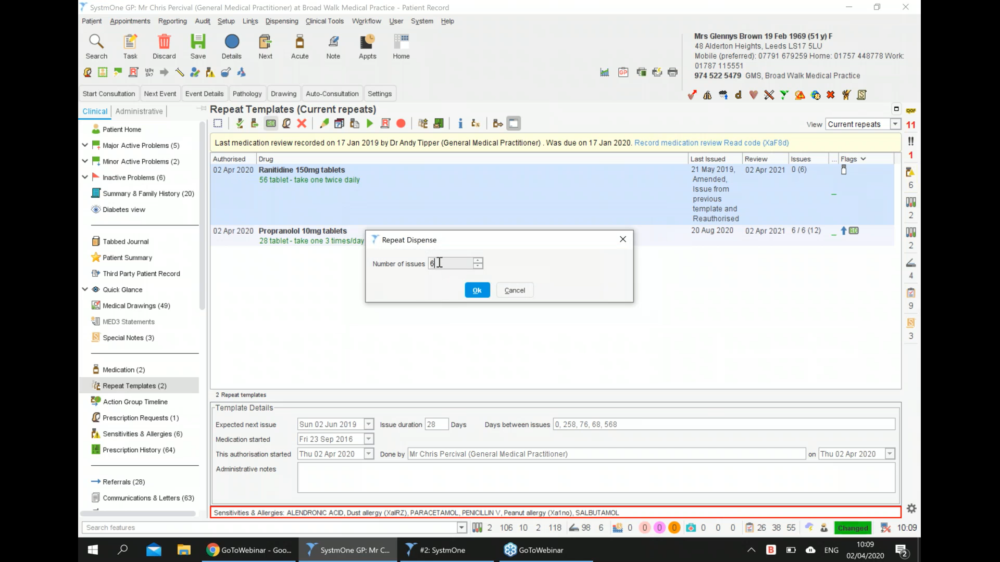 SystmOne GP: Mr Chris Percival (General Medical Practitioner) at Broad Walk Medical Practice - Patient Record
Patient Appointments Reporting Audit Setup Links Dispensing Clinical Tools Workflow User System Help
Search Task Discard Save Details Next Acute Note Appts Home
Mrs Glennys Brown 19 Feb 1969 (51 y) F
48 Alderton Heights, Leeds LS17 5LU
Mobile (preferred): 07791 679259 Home: 01757 448778 Work:
01787 115551
974 522 5479 GMS, Broad Walk Medical Practice
Start Consultation Next Event Event Details Pathology Drawing Auto-Consultation Settings
Clinical Administrative
Patient Home
Major Active Problems (5)
Minor Active Problems (2)
Inactive Problems (6)
Summary & Family History (20)
Diabetes view
Tabbed Journal
Patient Summary
Third Party Patient Record
Quick Glance
Medical Drawings (49)
MED3 Statements
Special Notes (3)
Medication (2)
Repeat Templates (2)
Action Group Timeline
Prescription Requests (1)
Sensitivities & Allergies (6)
Prescription History (64)
Referrals (28)
Communications & Letters (63)
Repeat Templates (Current repeats)
View Current repeats
Last medication review recorded on 17 Jan 2019 by Dr Andy Tipper (General Medical Practitioner) . Was due on 17 Jan 2020. Record medication review Read code (XaF8d)
Authorised Drug Last Issued Review Issues ... Flags
02 Apr 2020 Ranitidine 150mg tablets 21 May 2019, 02 Apr 2021 0 (6)
56 tablet - take one twice daily Amended,
Issue from
previous
template and
Reauthorised
02 Apr 2020 Propranolol 10mg tablets 20 Aug 2020 02 Apr 2021 6 / 6 (12) RD
28 tablet - take one 3 times/day
Repeat Dispense
Number of issues 6
Ok Cancel
2 Repeat templates
Template Details
Expected next issue Sun 02 Jun 2019 Issue duration 28 Days Days between issues 0, 258, 76, 68, 568
Medication started Fri 23 Sep 2016
This authorisation started Thu 02 Apr 2020 Done by Mr Chris Percival (General Medical Practitioner) on Thu 02 Apr 2020
Administrative notes
Sensitivities & Allergies: ALENDRONIC ACID, Dust allergy (XaIRZ), PARACETAMOL, PENICILLIN V, Peanut allergy (Xa1no), SALBUTAMOL
QOF
11
!!
1
6
2
2
4
9
3
Search features 2 106 10 2 118 98 6 0 0 0 0 0 0 0 26 38 55 Changed 10:09
GoToWebinar - Goo... SystmOne GP: Mr C... #2: SystmOne GoToWebinar ENG 10:09
02/04/2020 2